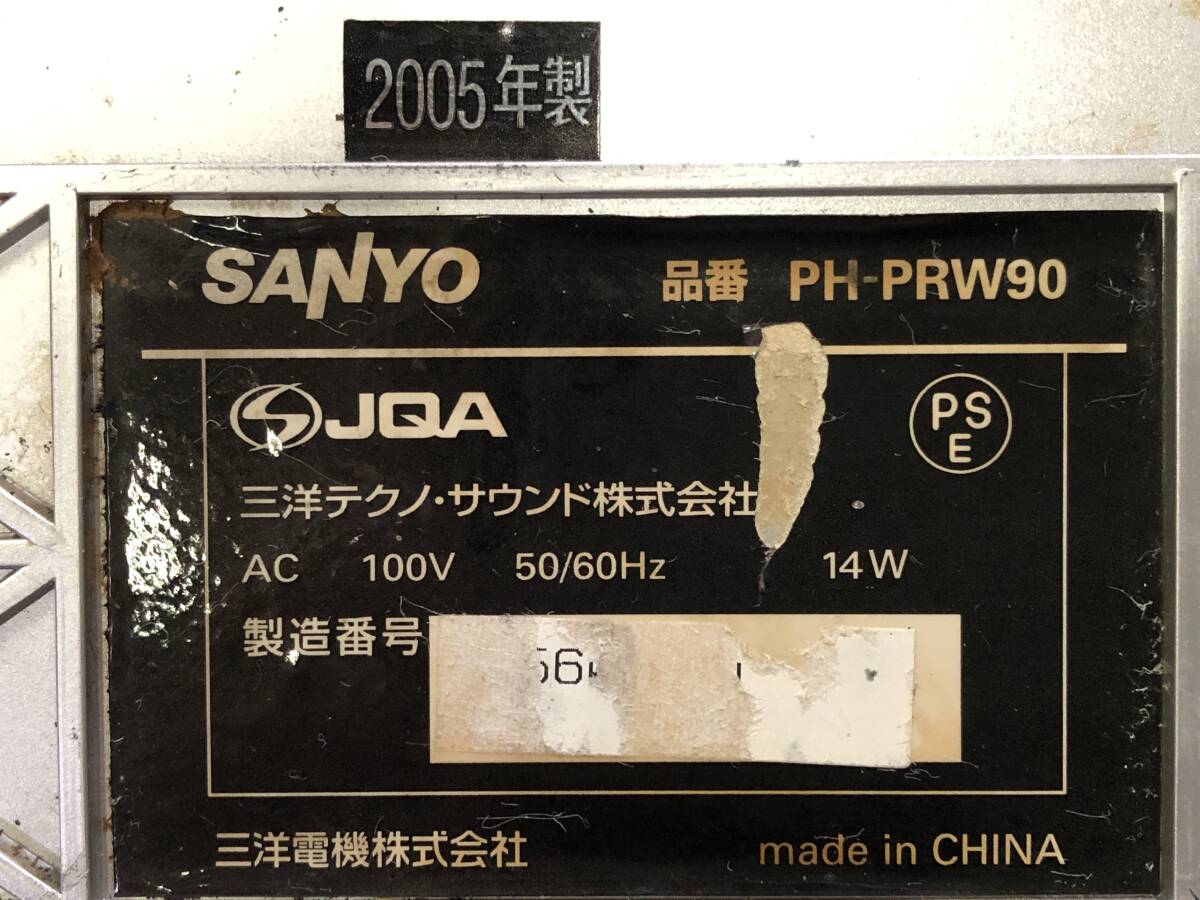 2005年製
SANYO 品番 PH-PRW90
JQA
PS
E
三洋テクノ・サウンド株式会社
AC 100V 50/60Hz 14W
製造番号
三洋電機株式会社 made in CHINA